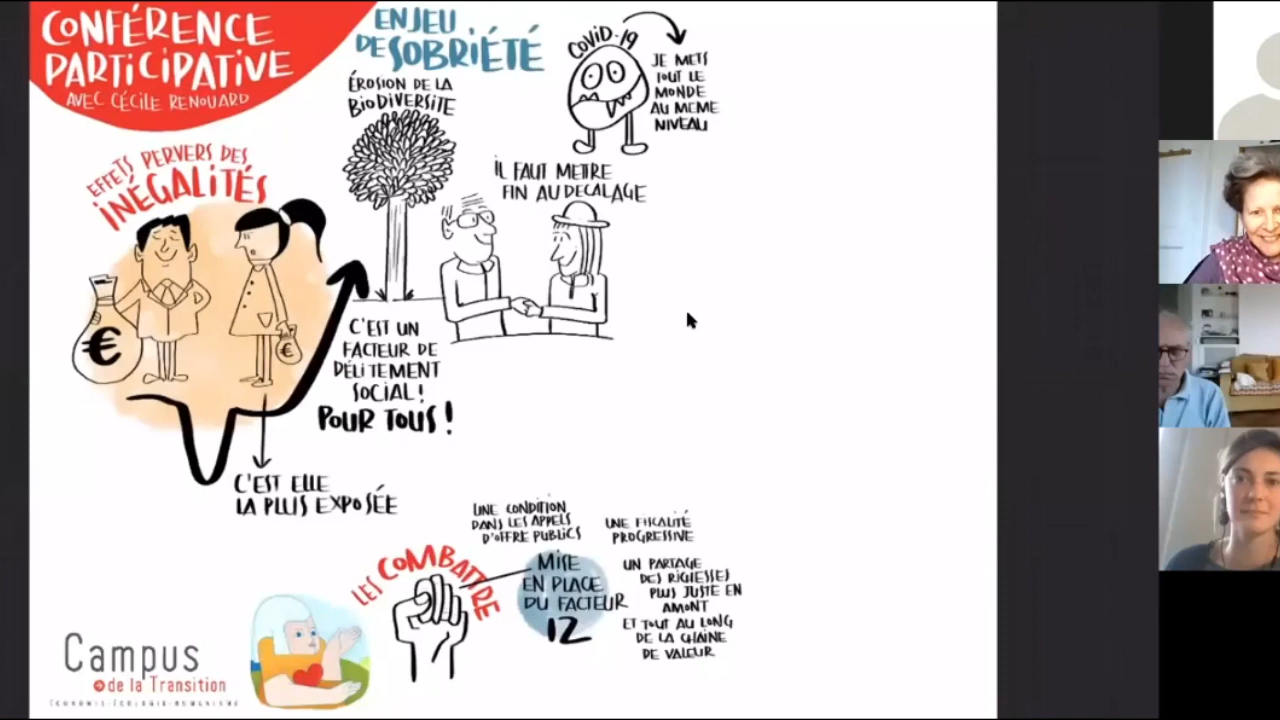 CONFÉRENCE
PARTICIPATIVE
AVEC CÉCILE RENOUARD
ENJEU
DE SOBRIÉTÉ
ÉROSION DE LA
BIODIVERSITE
COVID-19
JE METS
TOUT LE
MONDE
AU MEME
NIVEAU
IL FAUT METTRE
FIN AU DECALAGE
EFFETS PERVERS DES
INÉGALITÉS
€
€
C'EST UN
FACTEUR DE
DÉLITEMENT
SOCIAL!
POUR TOUS!
C'EST ELLE
LA PLUS EXPOSÉE
LES COMBATTRE
UNE CONDITION
DANS LES APPELS
D'OFFRE PUBLICS
UNE FISCALITÉ
PROGRESSIVE
MISE
EN PLACE
DU FACTEUR
12
UN PARTAGE
DES RICHESSES
PLUS JUSTE EN
AMONT
ET TOUT AU LONG
DE LA CHAINE
DE VALEUR
Campus
de la Transition
ÉCONOMIE-ÉCOLOGIE-HUMANISME